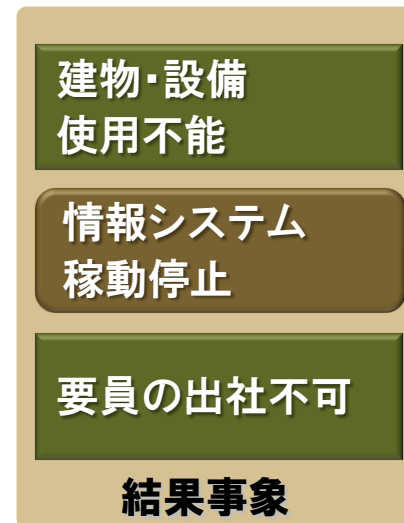 建物・設備
使用不能
情報システム
稼動停止
要員の出社不可
結果事象